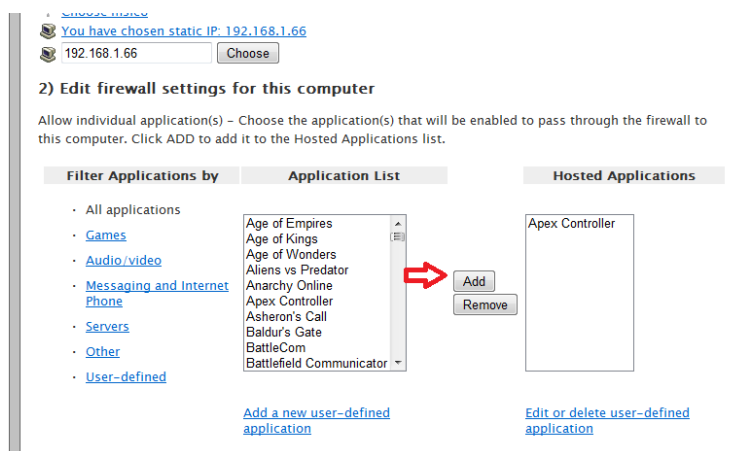 Choose insico
You have chosen static IP: 192.168.1.66
192.168.1.66 Choose
2) Edit firewall settings for this computer
Allow individual application(s) – Choose the application(s) that will be enabled to pass through the firewall to
this computer. Click ADD to add it to the Hosted Applications list.
Filter Applications by
· All applications
· Games
· Audio/video
· Messaging and Internet
Phone
· Servers
· Other
· User-defined
Application List
Age of Empires
Age of Kings
Age of Wonders
Aliens vs Predator
Anarchy Online
Apex Controller
Asheron's Call
Baldur's Gate
BattleCom
Battlefield Communicator
Add a new user-defined
application
Add
Remove
Hosted Applications
Apex Controller
Edit or delete user-defined
application